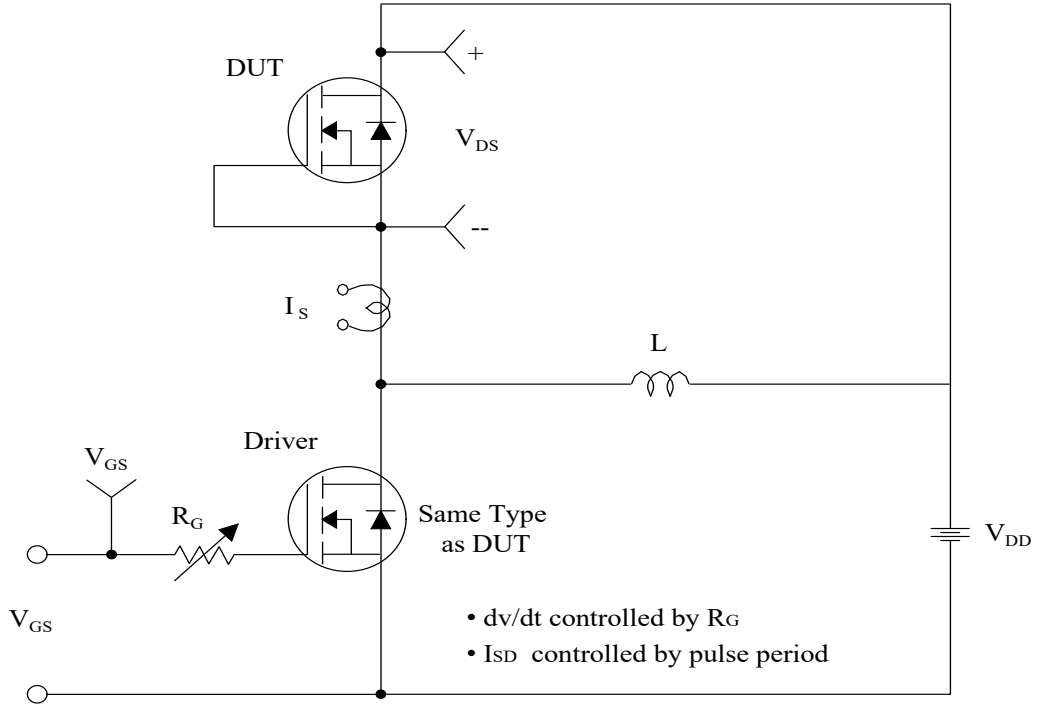 DUT
+
VDS
--
IS
L
Driver
VGS
RG
Same Type
as DUT
VDD
VGS
• dv/dt controlled by RG
• ISD controlled by pulse period